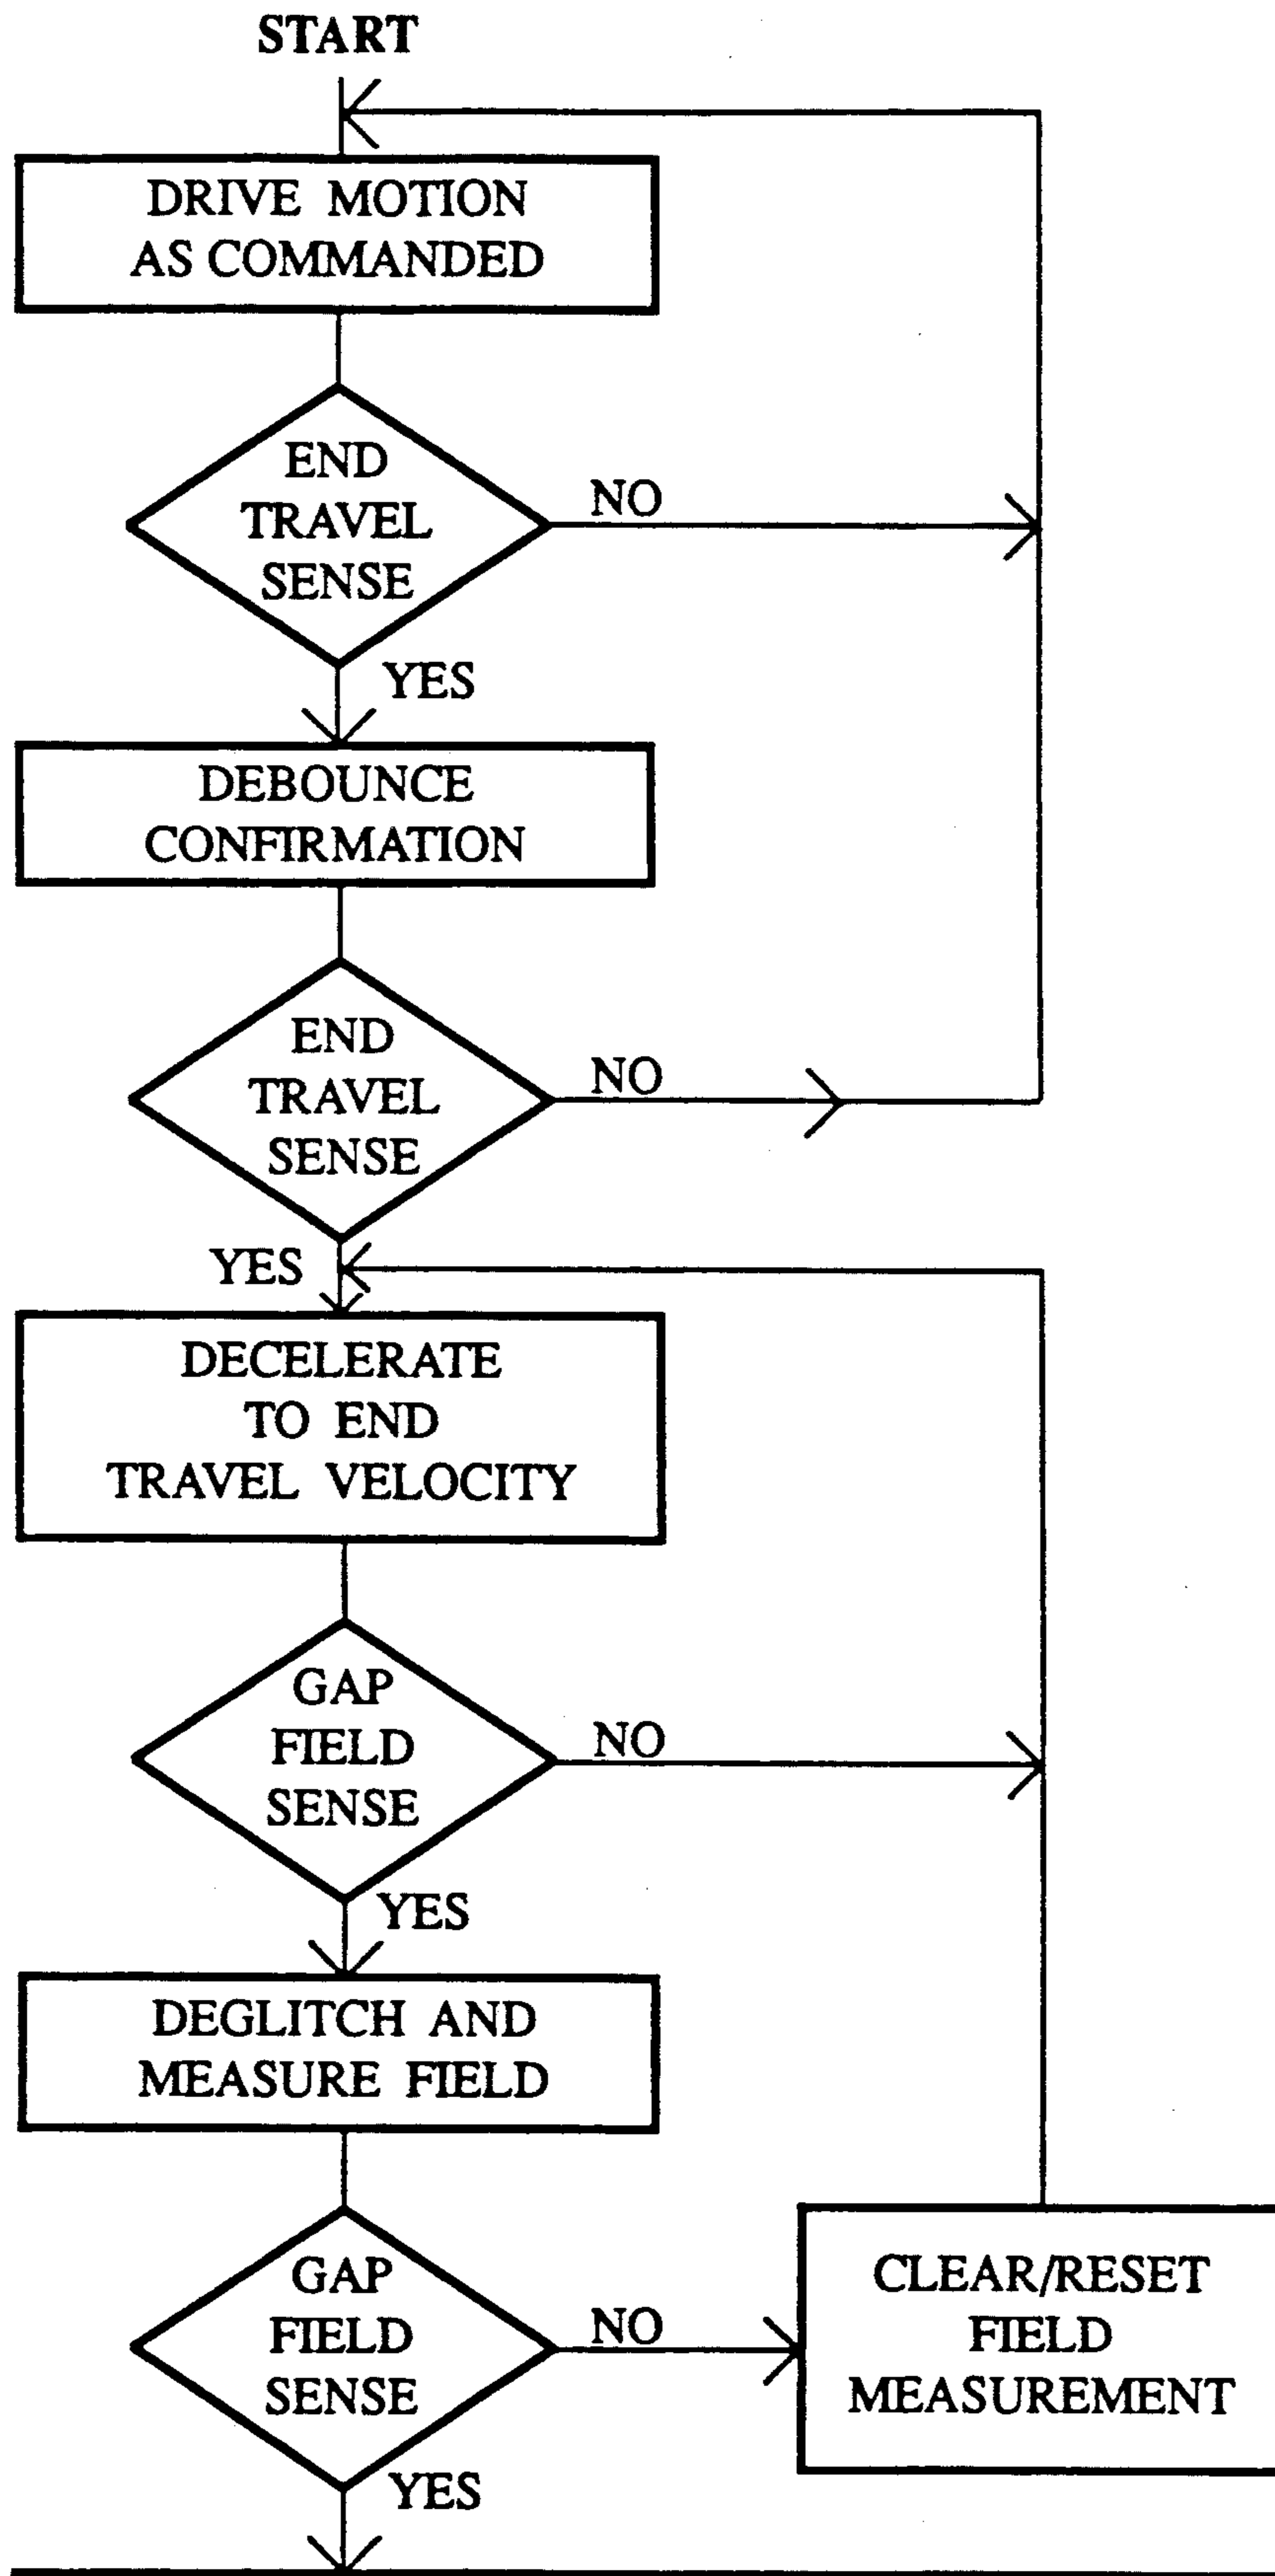 START
DRIVE MOTION
AS COMMANDED
END
TRAVEL
SENSE
NO
YES
DEBOUNCE
CONFIRMATION
END
TRAVEL
SENSE
NO
YES
DECELERATE
TO END
TRAVEL VELOCITY
GAP
FIELD
SENSE
NO
YES
DEGLITCH AND
MEASURE FIELD
GAP
FIELD
SENSE
NO
CLEAR/RESET
FIELD
MEASUREMENT
YES